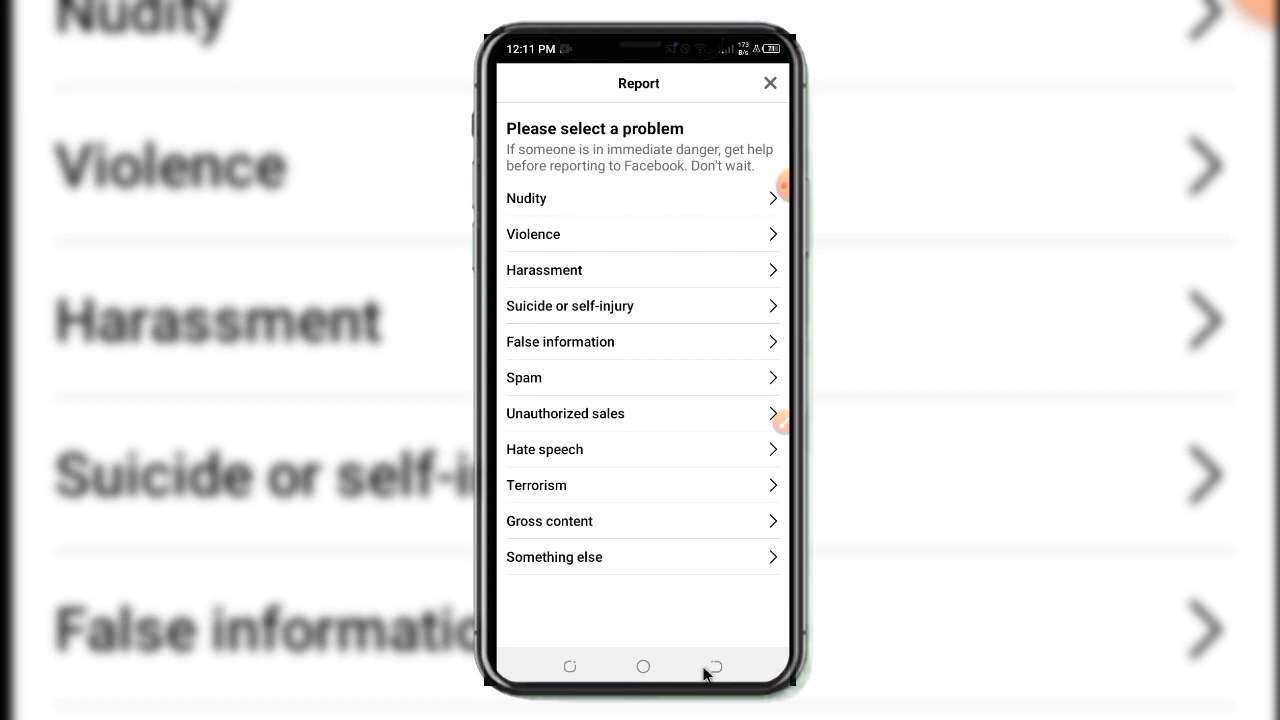 Nudity
Violence
Harassment
Suicide or self-i
False informatio
12:11 PM
173
B/s
71
Report
Please select a problem
If someone is in immediate danger, get help
before reporting to Facebook. Don't wait.
Nudity
Violence
Harassment
Suicide or self-injury
False information
Spam
Unauthorized sales
Hate speech
Terrorism
Gross content
Something else